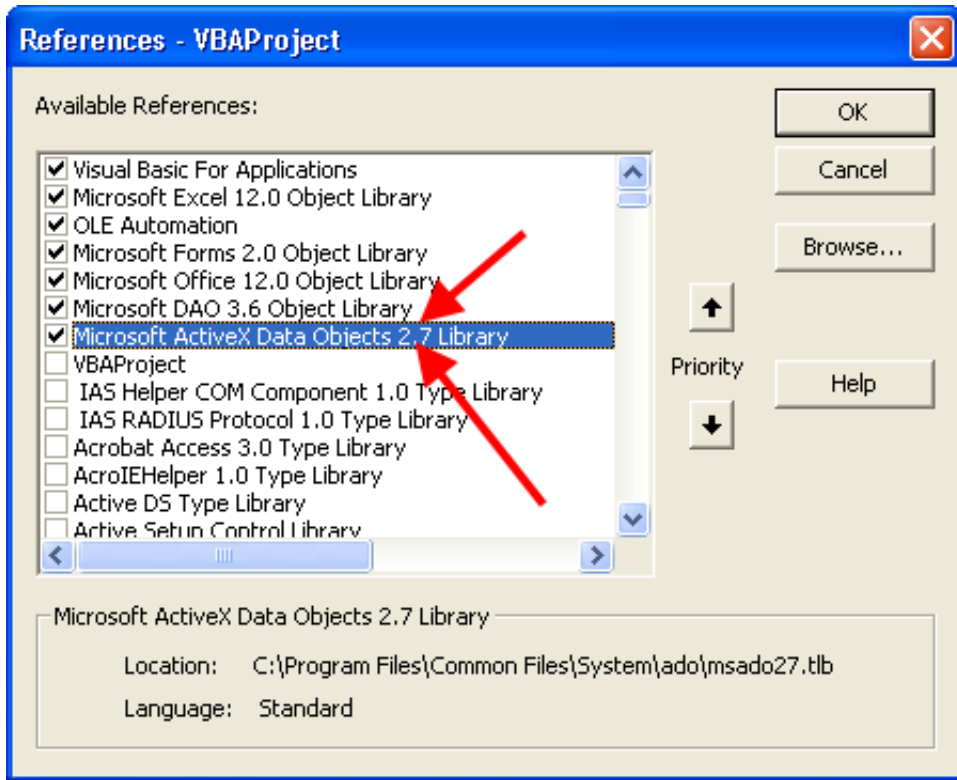 References - VBAProject
Available References:
OK
Cancel
Browse...
Priority
Help
Visual Basic For Applications
Microsoft Excel 12.0 Object Library
OLE Automation
Microsoft Forms 2.0 Object Library
Microsoft Office 12.0 Object Library
Microsoft DAO 3.6 Object Library
Microsoft ActiveX Data Objects 2.7 Library
VBAProject
IAS Helper COM Component 1.0 Type Library
IAS RADIUS Protocol 1.0 Type Library
Acrobat Access 3.0 Type Library
AcroIEHelper 1.0 Type Library
Active DS Type Library
Active Setup Control Library
Microsoft ActiveX Data Objects 2.7 Library
Location: C:\Program Files\Common Files\System\ado\msado27.tlb
Language: Standard